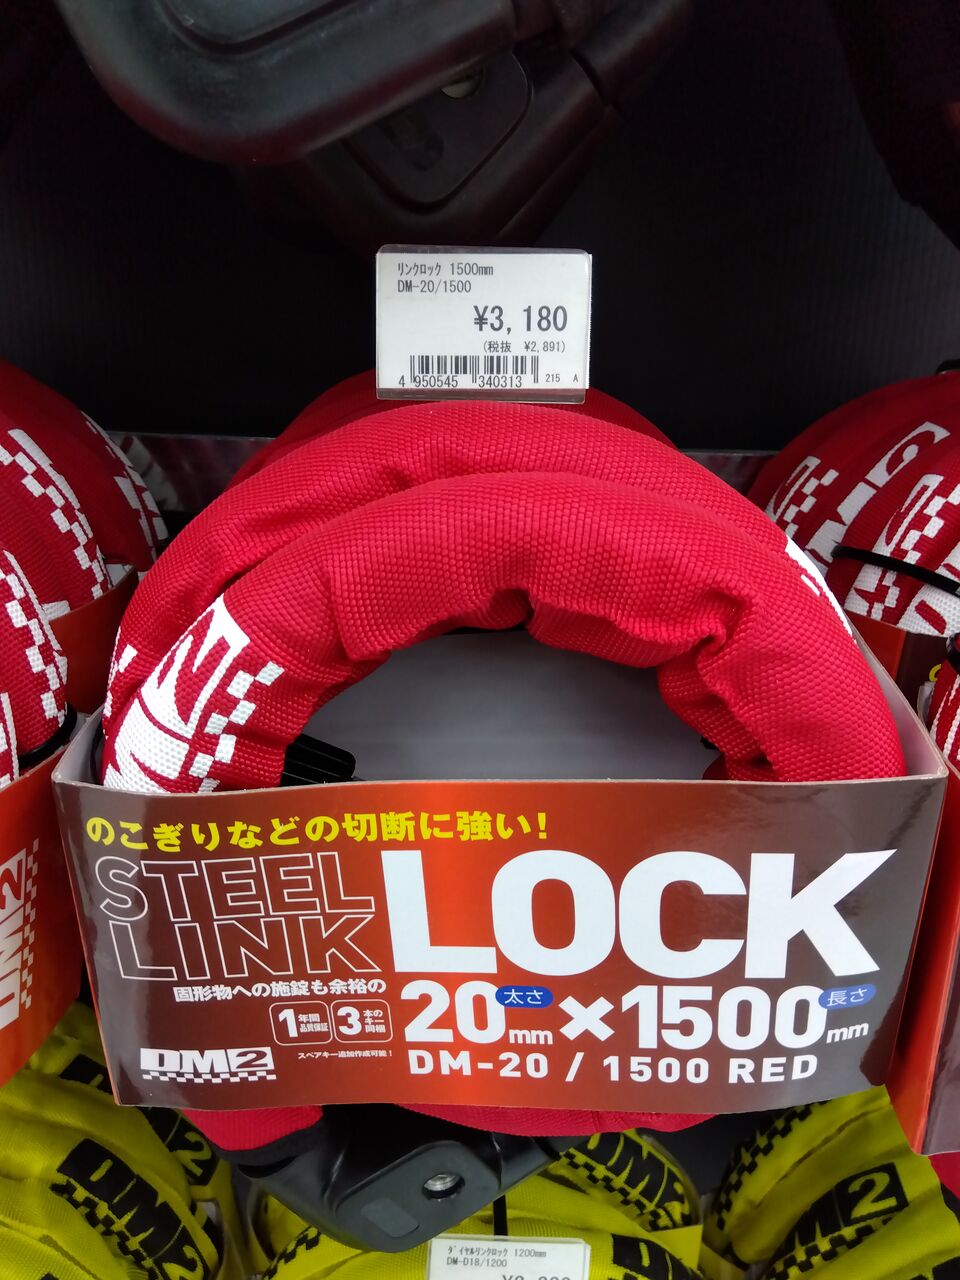 リンクロック 1500mm
DM-20/1500
¥3,180
(税抜 ¥2,891)
4 950545 340313 215 A
のこぎりなどの切断に強い!
STEEL
LINK
LOCK
固形物への施錠も余裕の
20mm 太さ × 1500mm 長さ
1年間品質保証
3本のキー同梱
スペアキー追加作成可能!
DM2
DM-20 / 1500 RED
DM2
DM2
DM2
DM2
ダイヤルリンクロック 1200mm
DM-D18/1200